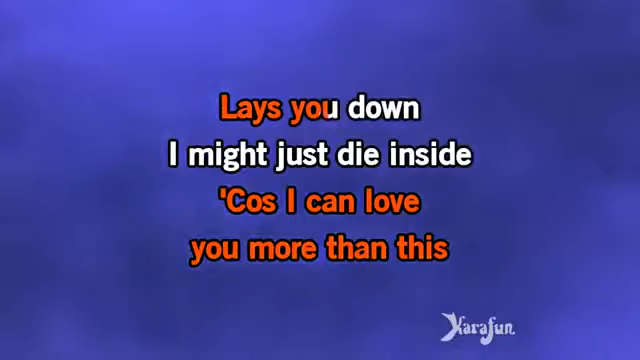 Lays you down
I might just die inside
'Cos I can love
you more than this
Karafun